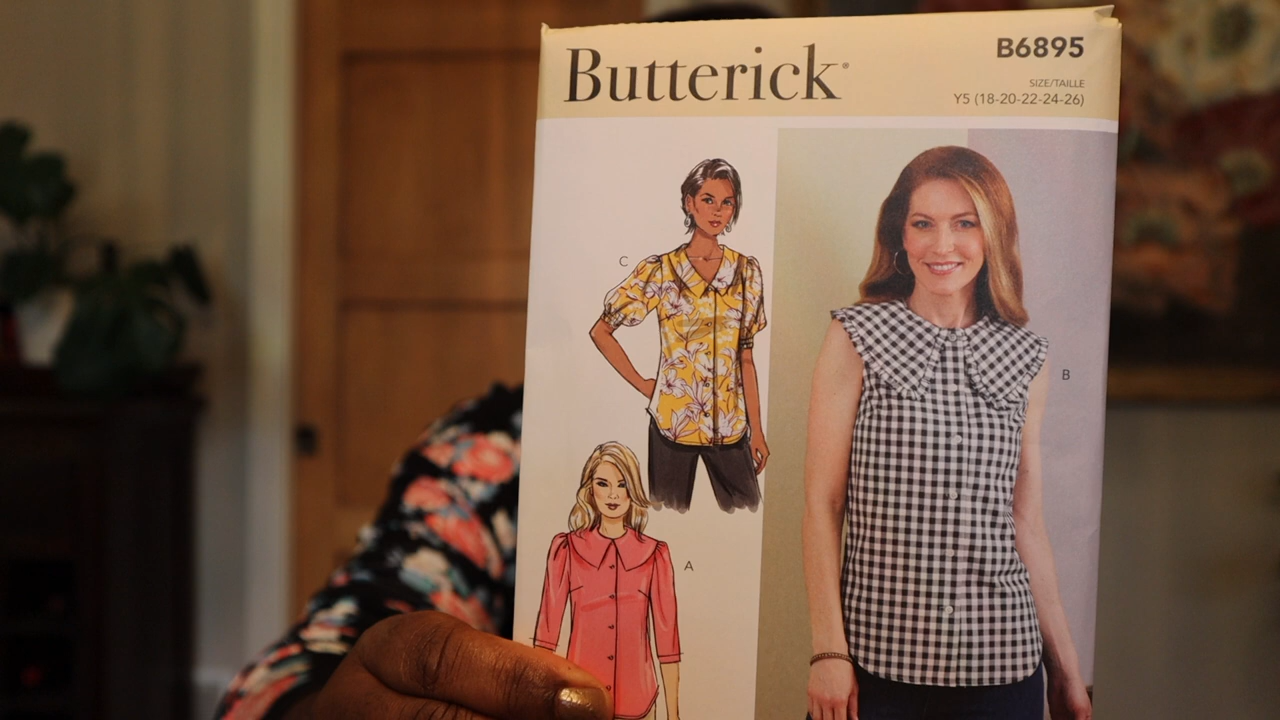 Butterick®
B6895
SIZE/TAILLE
Y5 (18-20-22-24-26)
C
B
A